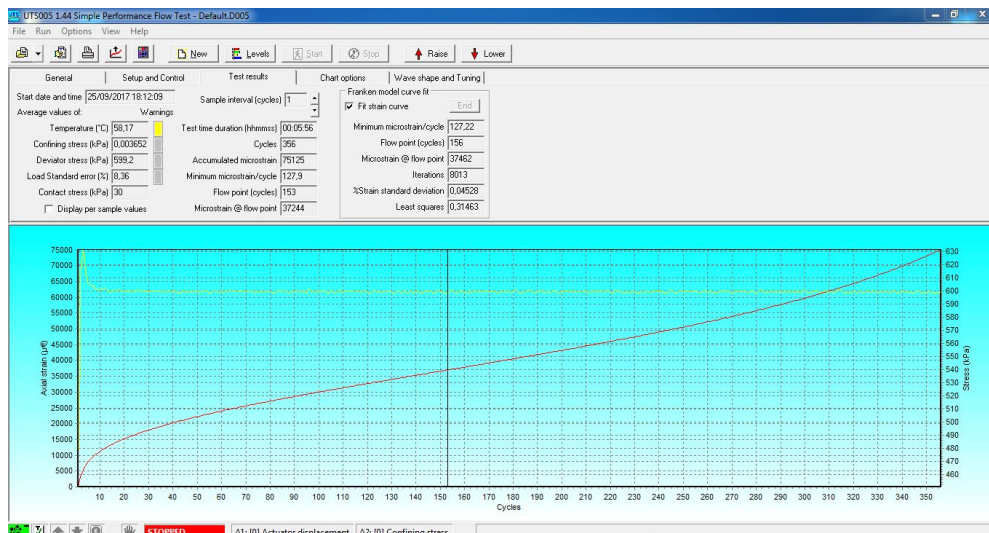 UTS005 1.44 Simple Performance Flow Test - Default.D005
File Run Options View Help
New Levels Start Stop Raise Lower
General Setup and Control Test results Chart options Wave shape and Tuning
Start date and time 25/09/2017 18:12:09
Average values of: Warnings
Temperature (°C) 58,17
Confining stress (kPa) 0,003652
Deviator stress (kPa) 599,2
Load Standard error (%) 8,36
Contact stress (kPa) 30
Display per sample values
Sample interval (cycles) 1
Test time duration (hhmmss) 00:05:56
Cycles 356
Accumulated microstrain 75125
Minimum microstrain/cycle 127,9
Flow point (cycles) 153
Microstrain @ flow point 37244
Franken model curve fit
Fit strain curve End
Minimum microstrain/cycle 127,22
Flow point (cycles) 156
Microstrain @ flow point 37462
Iterations 8013
%Strain standard deviation 0,04528
Least squares 0,31463
Axial strain (µ€)
75000
70000
65000
60000
55000
50000
45000
40000
35000
30000
25000
20000
15000
10000
5000
0
630
620
610
600
590
580
570
560
550
540
530
520
510
500
490
480
470
460
Stress (kPa)
10 20 30 40 50 60 70 80 90 100 110 120 130 140 150 160 170 180 190 200 210 220 230 240 250 260 270 280 290 300 310 320 330 340 350
Cycles
STOPPED A1: [0] Actuator displacement A2: [0] Confining stress